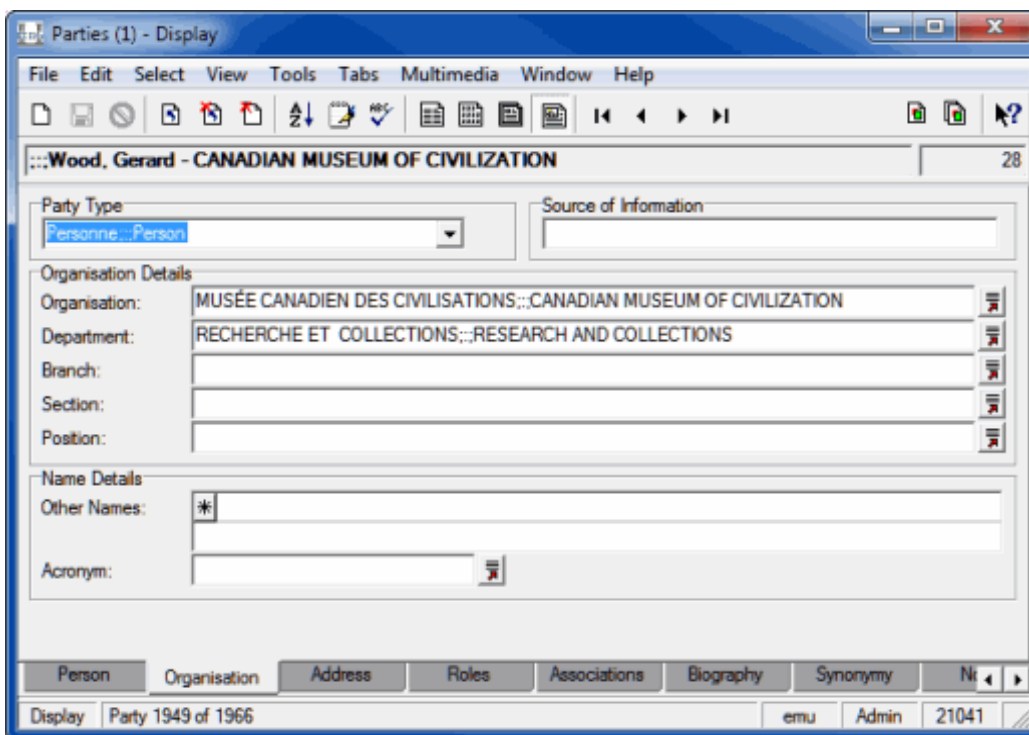 Parties (1) - Display
File Edit Select View Tools Tabs Multimedia Window Help
;:;Wood, Gerard - CANADIAN MUSEUM OF CIVILIZATION 28
Party Type Source of Information
Personne;:;Person
Organisation Details
Organisation: MUSÉE CANADIEN DES CIVILISATIONS;:;CANADIAN MUSEUM OF CIVILIZATION
Department: RECHERCHE ET COLLECTIONS;:;RESEARCH AND COLLECTIONS
Branch:
Section:
Position:
Name Details
Other Names: *
Acronym:
Person Organisation Address Roles Associations Biography Synonymy
Display Party 1949 of 1966 emu Admin 21041